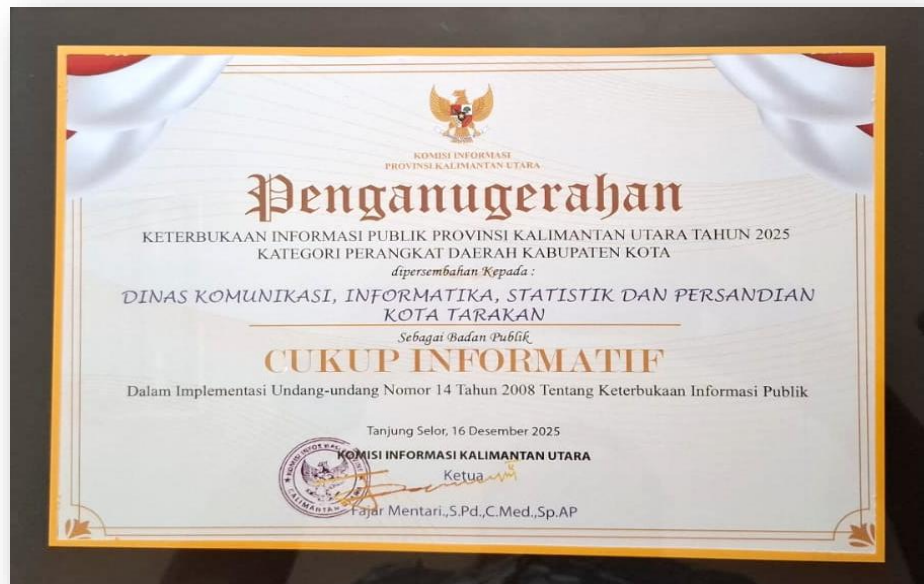 KOMISI INFORMASI
PROVINSI KALIMANTAN UTARA
Penganugerahan
KETERBUKAAN INFORMASI PUBLIK PROVINSI KALIMANTAN UTARA TAHUN 2025
KATEGORI PERANGKAT DAERAH KABUPATEN KOTA
dipersembahan Kepada :
DINAS KOMUNIKASI, INFORMATIKA, STATISTIK DAN PERSANDIAN
KOTA TARAKAN
Sebagai Badan Publik
CUKUP INFORMATIF
Dalam Implementasi Undang-undang Nomor 14 Tahun 2008 Tentang Keterbukaan Informasi Publik
Tanjung Selor, 16 Desember 2025
KOMISI INFORMASI KALIMANTAN UTARA
Ketua
Fajar Mentari.,S.Pd.,C.Med.,Sp.AP